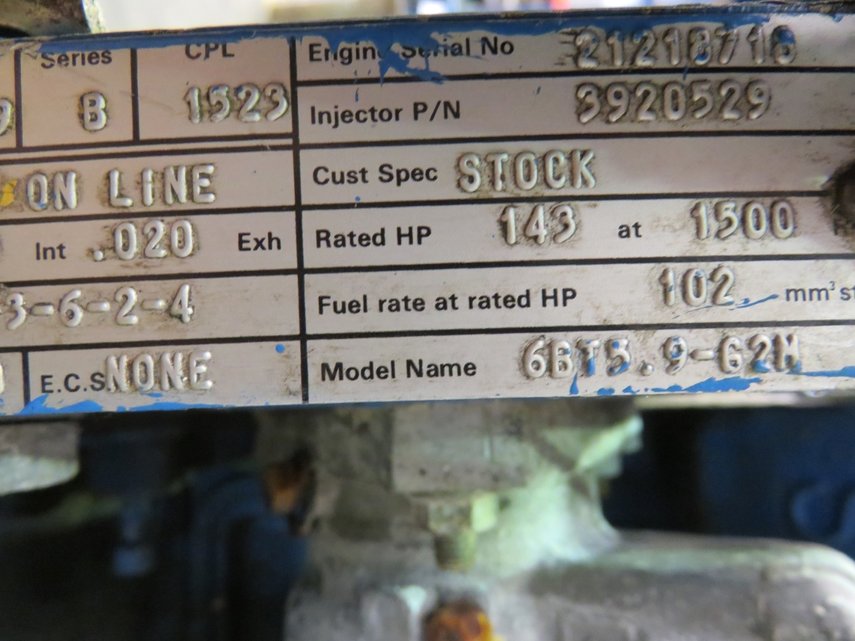 Series CPL Engine Serial No 21218718
B 1523 Injector P/N 3920529
ON LINE Cust Spec STOCK
Int .020 Exh Rated HP 143 at 1500
3-6-2-4 Fuel rate at rated HP 102 mm³ st
E.C.S. NONE Model Name 6BT5.9-G2M